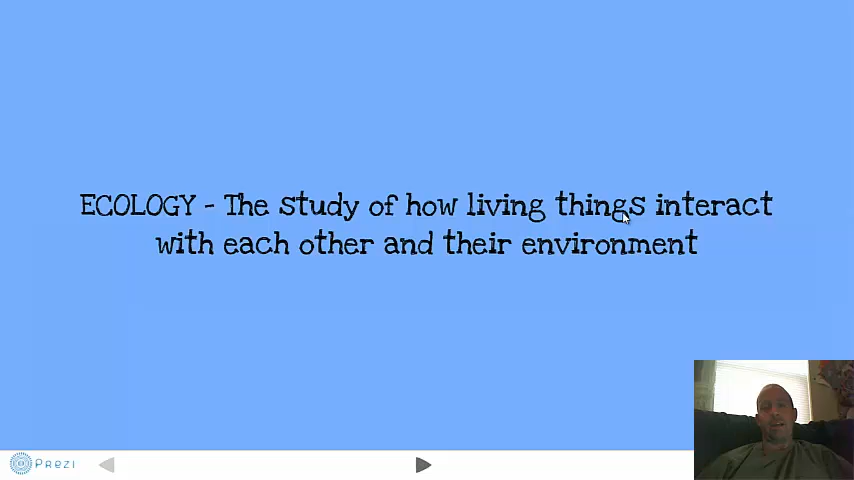 ECOLOGY - The study of how living things interact
with each other and their environment
Prezi